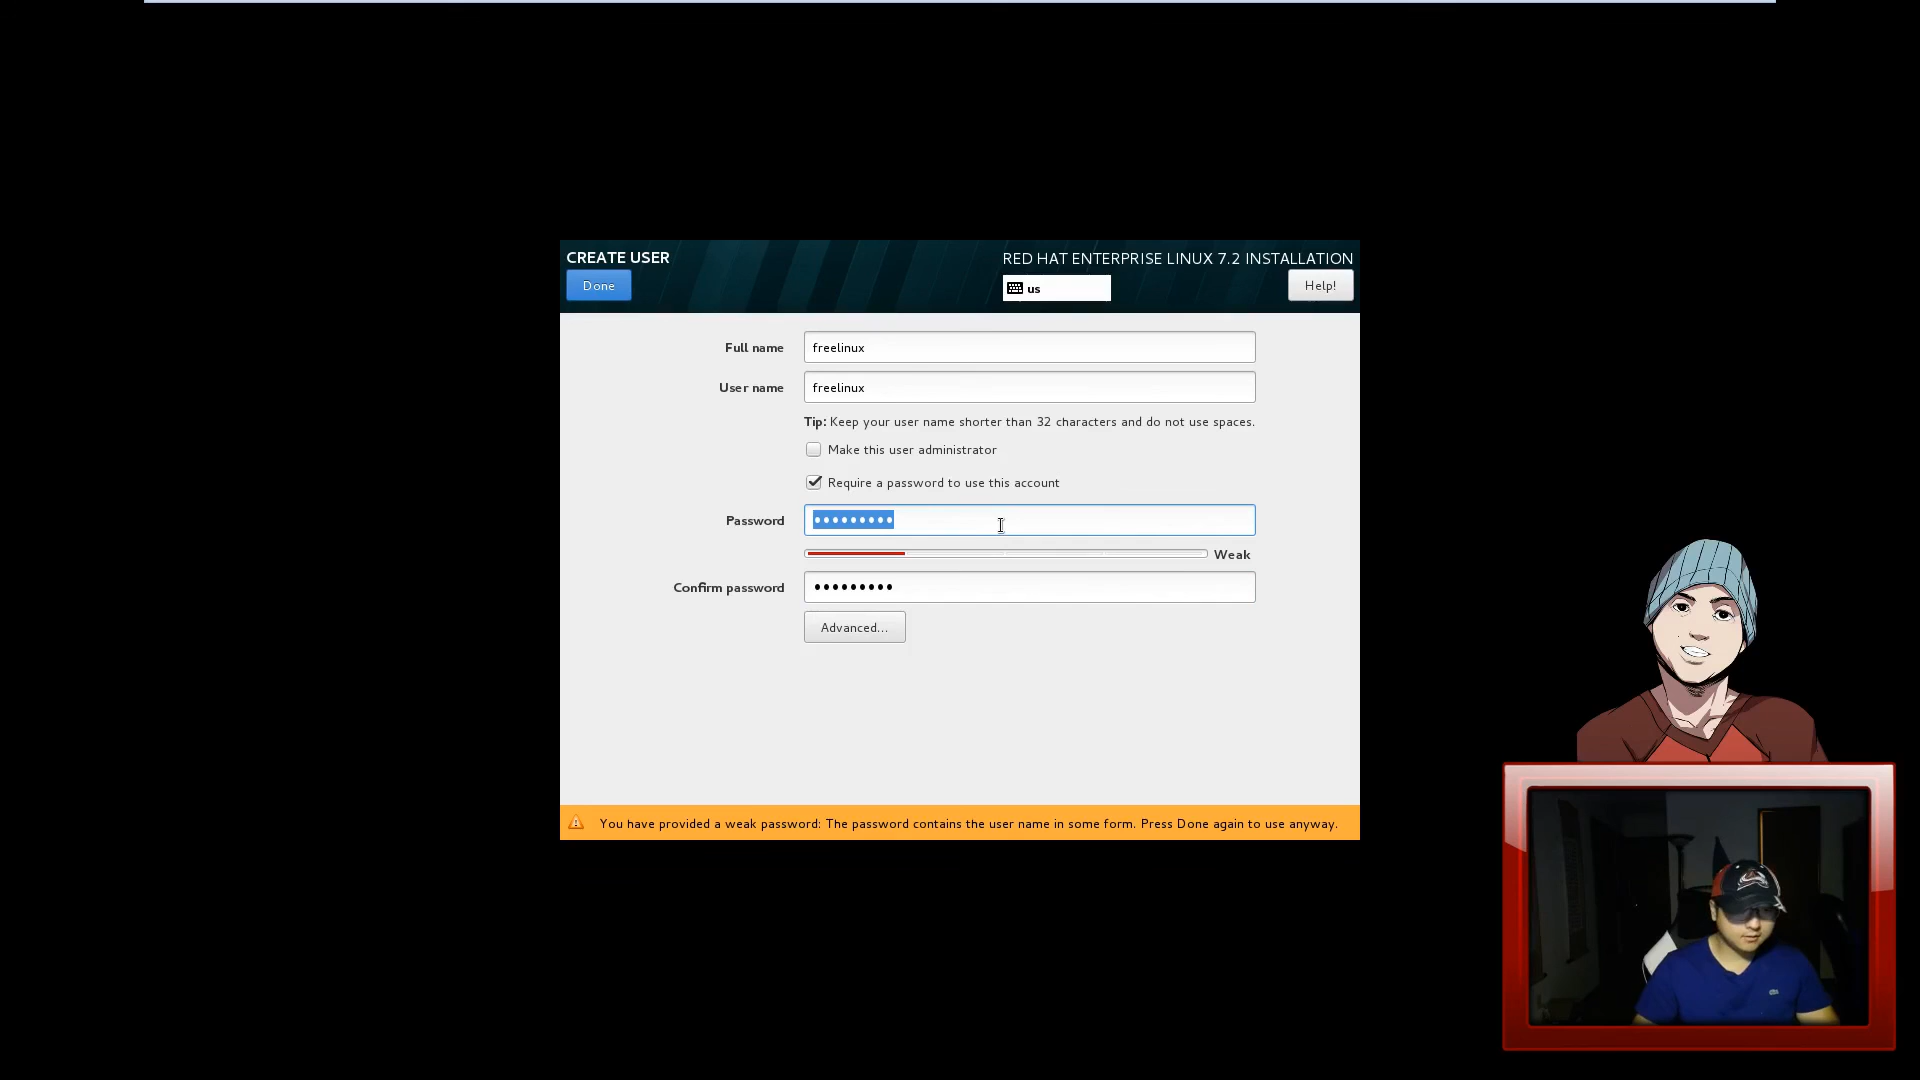 CREATE USER
RED HAT ENTERPRISE LINUX 7.2 INSTALLATION
Done
us
Help!
Full name
freelinux
User name
freelinux
Tip: Keep your user name shorter than 32 characters and do not use spaces.
Make this user administrator
Require a password to use this account
Password
•••••••••
Weak
Confirm password
•••••••••
Advanced...
You have provided a weak password: The password contains the user name in some form. Press Done again to use anyway.